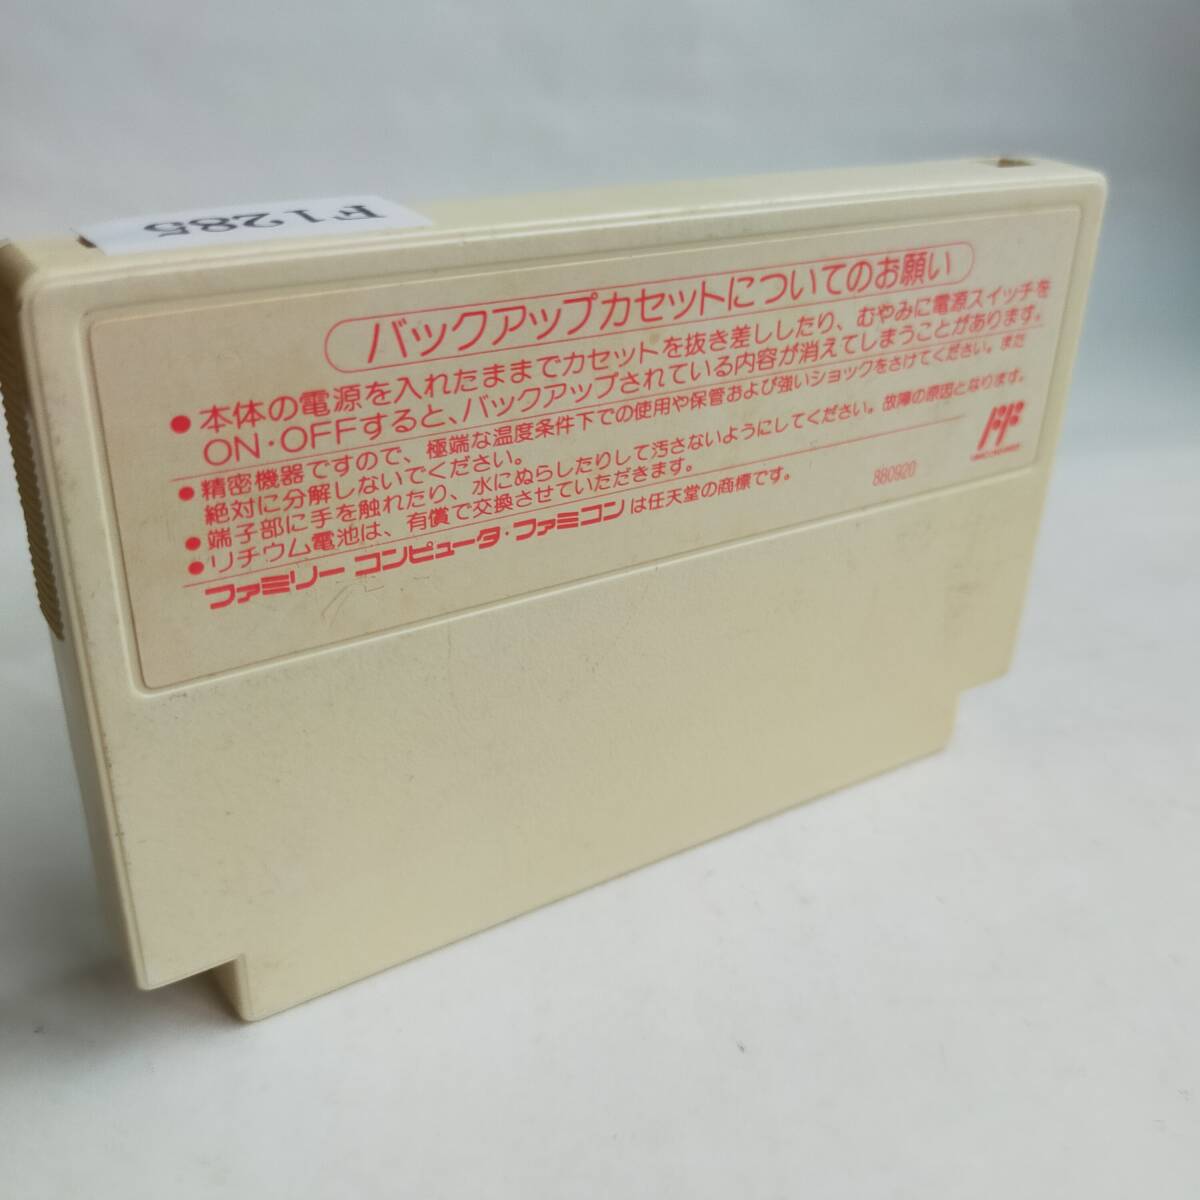 F1285
バックアップカセットについてのお願い
●本体の電源を入れたままでカセットを抜き差ししたり、むやみに電源スイッチを
ON・OFFすると、バックアップされている内容が消えてしまうことがあります。
●精密機器ですので、極端な温度条件下での使用や保管および強いショックをさけてください。また
絶対に分解しないでください。
●端子部に手を触れたり、水にぬらしたりして汚さないようにしてください。故障の原因となります。
●リチウム電池は、有償で交換させていただきます。
ファミリーコンピュータ・ファミコンは任天堂の商標です。
880920